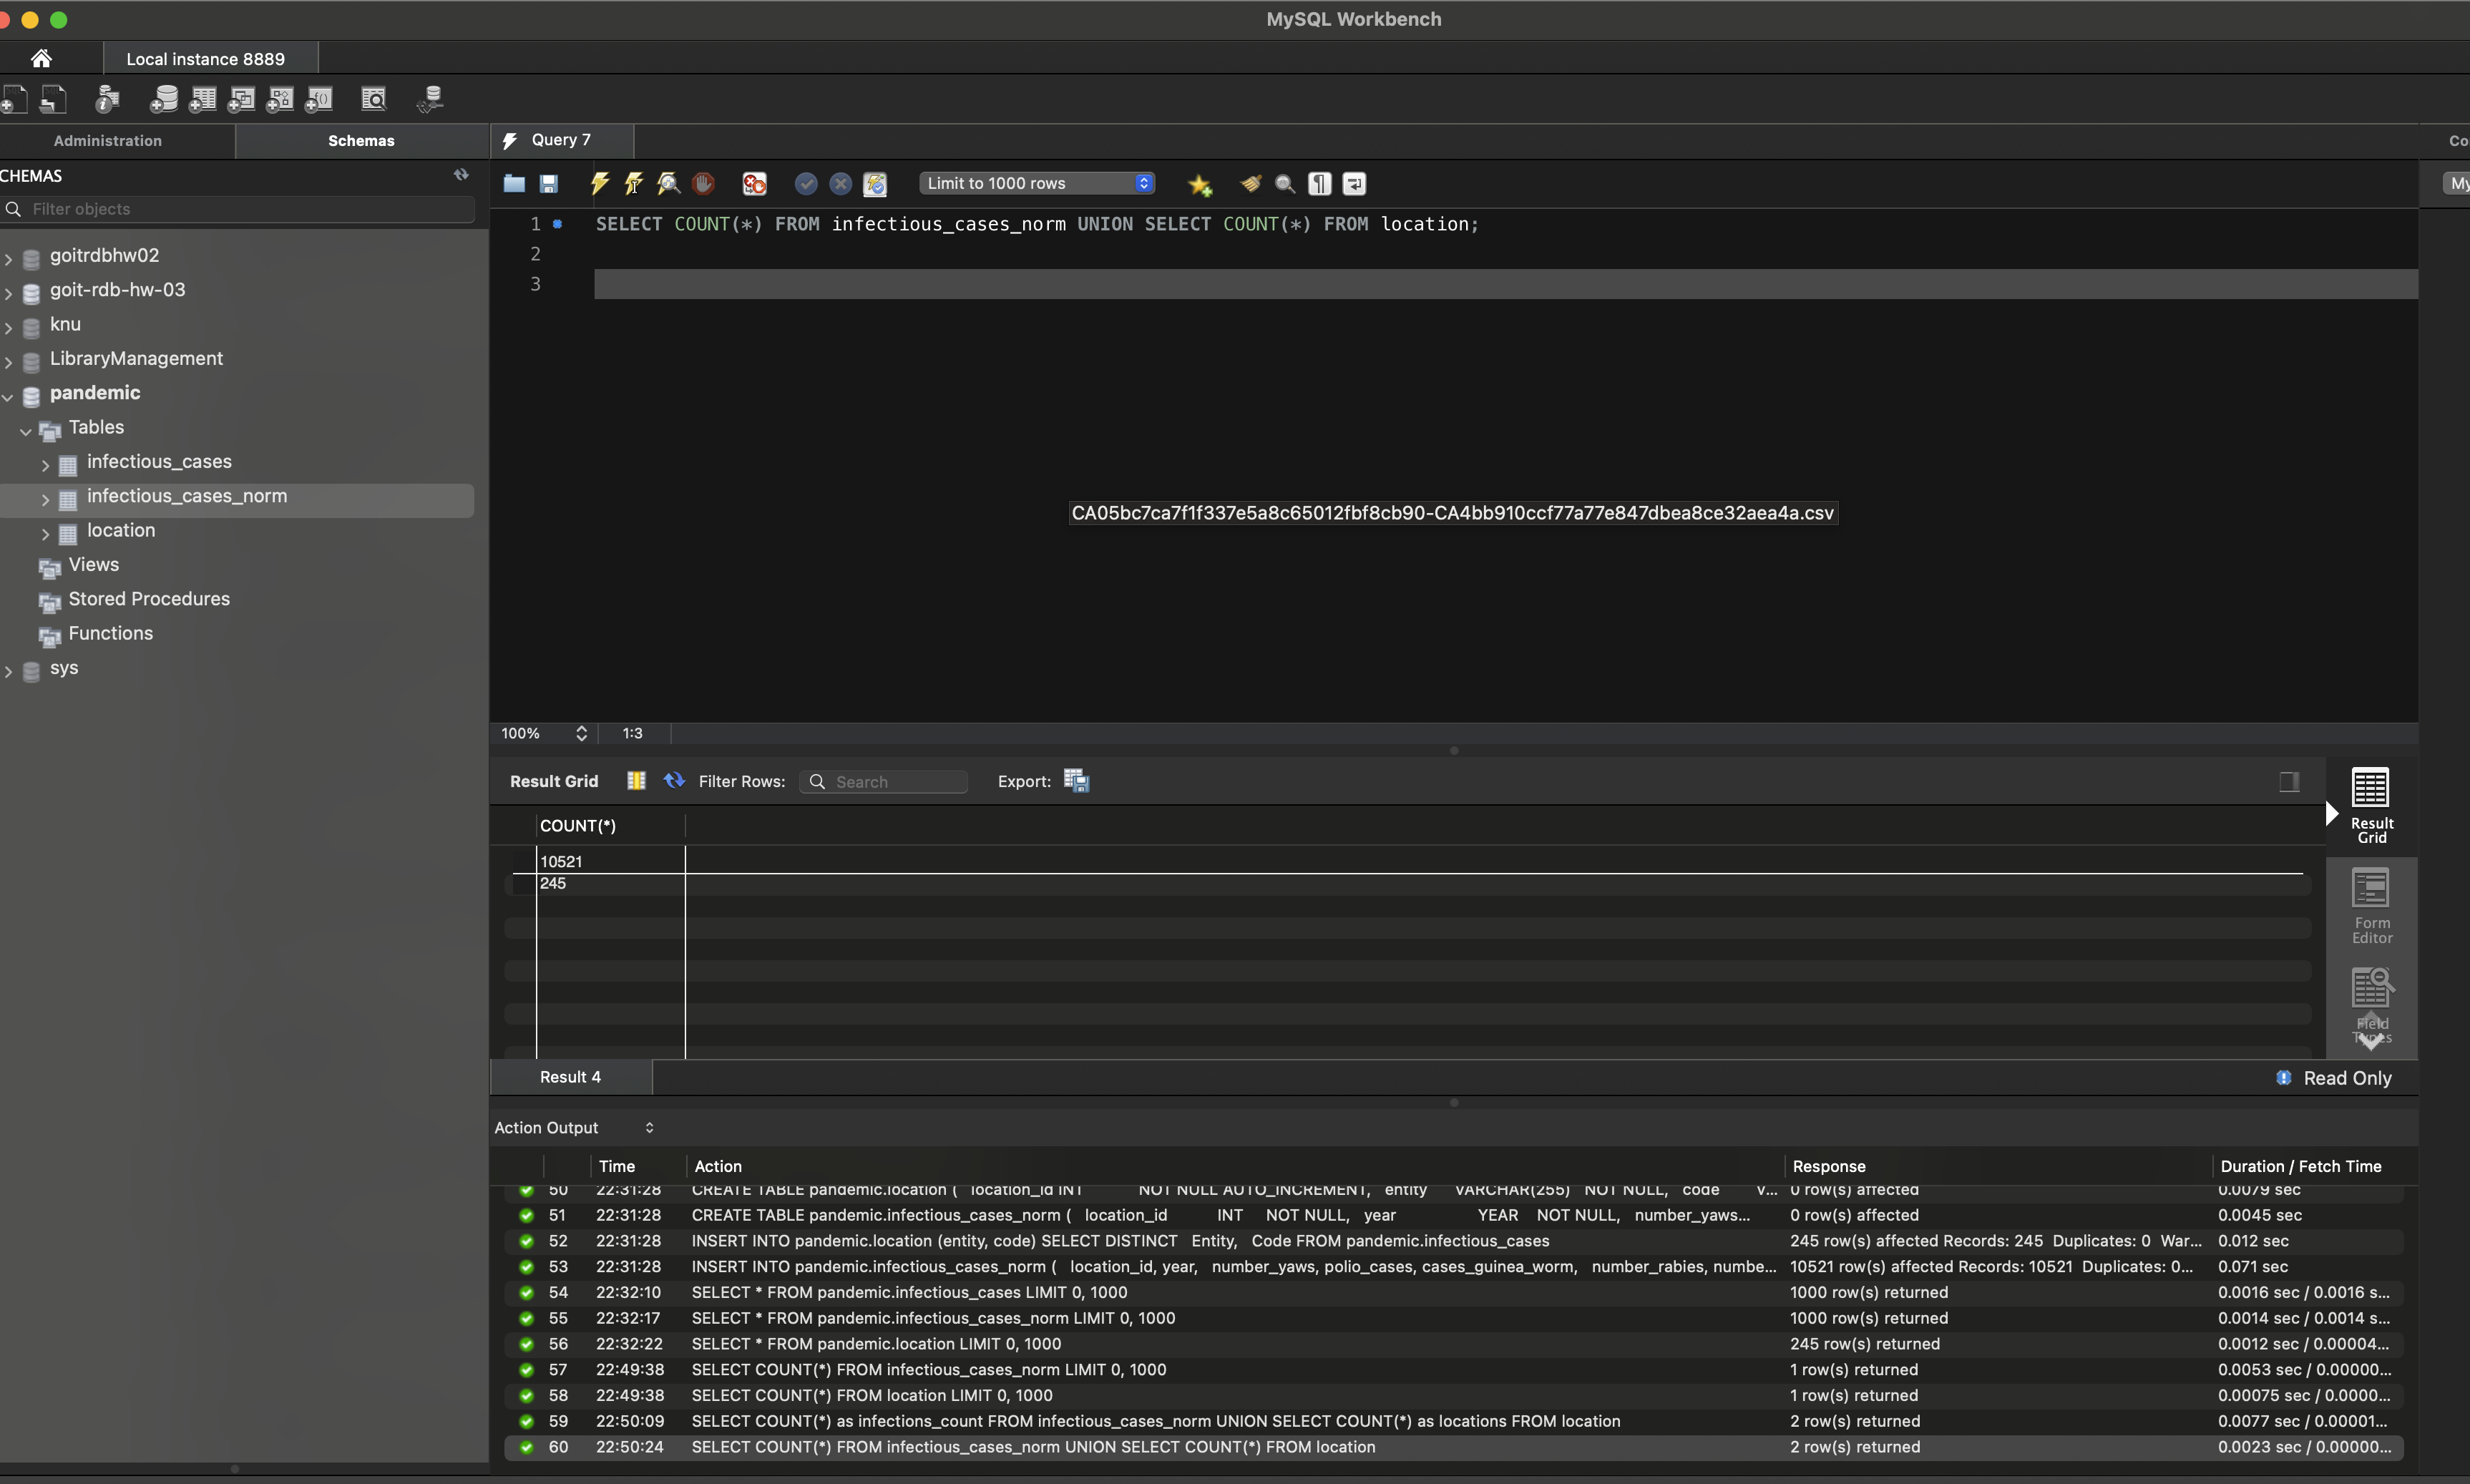 MySQL Workbench
Local instance 8889
Administration
Schemas
CHEMAS
Filter objects
goitrdbhw02
goit-rdb-hw-03
knu
LibraryManagement
pandemic
Tables
infectious_cases
infectious_cases_norm
location
Views
Stored Procedures
Functions
sys
Query 7
Co
My
Limit to 1000 rows
1 SELECT COUNT(*) FROM infectious_cases_norm UNION SELECT COUNT(*) FROM location;
2
3
CA05bc7ca7f1f337e5a8c65012fbf8cb90-CA4bb910ccf77a77e847dbea8ce32aea4a.csv
100% 1:3
Result Grid Filter Rows: Search Export:
COUNT(*)
10521
245
Result
Grid
Form
Editor
Field
Types
Result 4
Read Only
Action Output
Time Action Response Duration / Fetch Time
50 22:31:28 CREATE TABLE pandemic.location ( location_id INT NOT NULL AUTO_INCREMENT, entity VARCHAR(255) NOT NULL, code V... 0 row(s) affected 0.0079 sec
51 22:31:28 CREATE TABLE pandemic.infectious_cases_norm ( location_id INT NOT NULL, year YEAR NOT NULL, number_yaws... 0 row(s) affected 0.0045 sec
52 22:31:28 INSERT INTO pandemic.location (entity, code) SELECT DISTINCT Entity, Code FROM pandemic.infectious_cases 245 row(s) affected Records: 245 Duplicates: 0 War... 0.012 sec
53 22:31:28 INSERT INTO pandemic.infectious_cases_norm ( location_id, year, number_yaws, polio_cases, cases_guinea_worm, number_rabies, numbe... 10521 row(s) affected Records: 10521 Duplicates: 0... 0.071 sec
54 22:32:10 SELECT * FROM pandemic.infectious_cases LIMIT 0, 1000 1000 row(s) returned 0.0016 sec / 0.0016 s...
55 22:32:17 SELECT * FROM pandemic.infectious_cases_norm LIMIT 0, 1000 1000 row(s) returned 0.0014 sec / 0.0014 s...
56 22:32:22 SELECT * FROM pandemic.location LIMIT 0, 1000 245 row(s) returned 0.0012 sec / 0.00004...
57 22:49:38 SELECT COUNT(*) FROM infectious_cases_norm LIMIT 0, 1000 1 row(s) returned 0.0053 sec / 0.00000...
58 22:49:38 SELECT COUNT(*) FROM location LIMIT 0, 1000 1 row(s) returned 0.00075 sec / 0.0000...
59 22:50:09 SELECT COUNT(*) as infections_count FROM infectious_cases_norm UNION SELECT COUNT(*) as locations FROM location 2 row(s) returned 0.0077 sec / 0.00001...
60 22:50:24 SELECT COUNT(*) FROM infectious_cases_norm UNION SELECT COUNT(*) FROM location 2 row(s) returned 0.0023 sec / 0.00000...